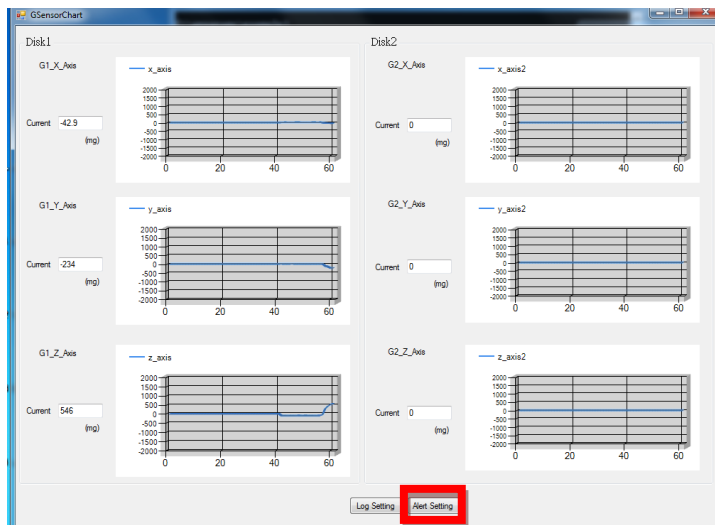 GSensorChart
Disk1
G1_X_Axis
x_axis
2000
1500
1000
500
0
-500
-1000
-1500
-2000
0 20 40 60
Current -42.9
(mg)
G1_Y_Axis
y_axis
2000
1500
1000
500
0
-500
-1000
-1500
-2000
0 20 40 60
Current -234
(mg)
G1_Z_Axis
z_axis
2000
1500
1000
500
0
-500
-1000
-1500
-2000
0 20 40 60
Current 546
(mg)
Disk2
G2_X_Axis
x_axis2
2000
1500
1000
500
0
-500
-1000
-1500
-2000
0 20 40 60
Current 0
(mg)
G2_Y_Axis
y_axis2
2000
1500
1000
500
0
-500
-1000
-1500
-2000
0 20 40 60
Current 0
(mg)
G2_Z_Axis
z_axis2
2000
1500
1000
500
0
-500
-1000
-1500
-2000
0 20 40 60
Current 0
(mg)
Log Setting Alert Setting